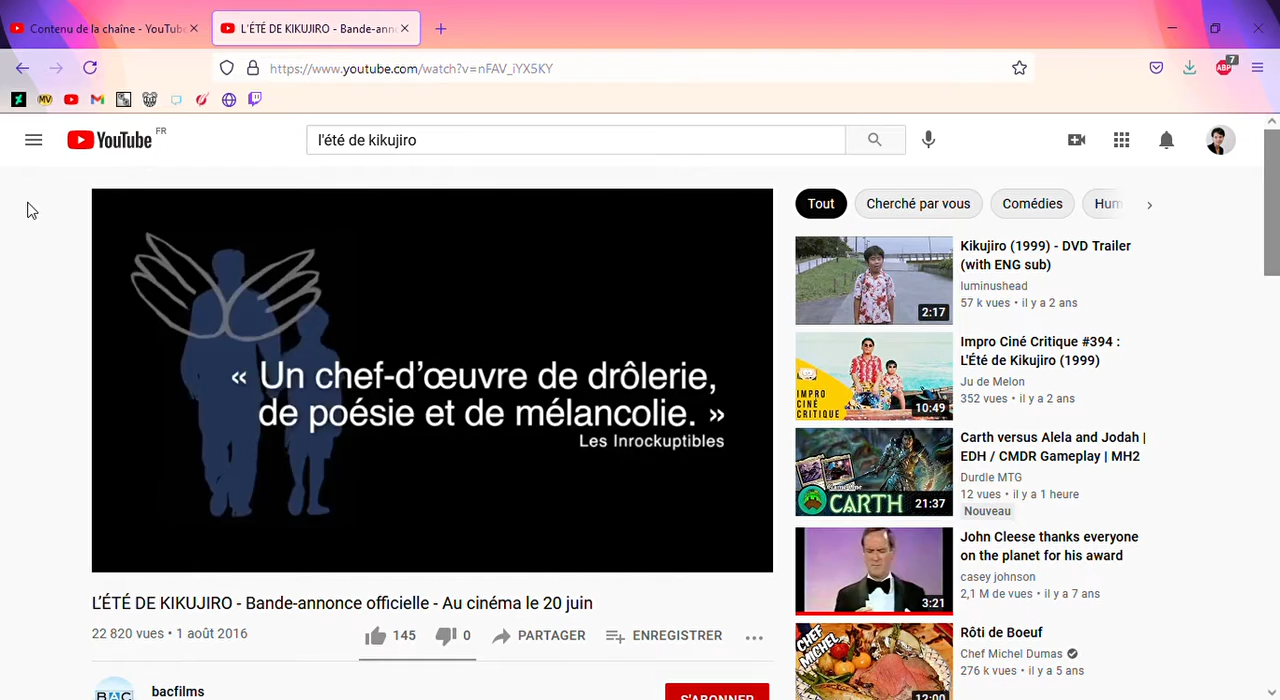 Contenu de la chaîne - YouTube
L'ÉTÉ DE KIKUJIRO - Bande-ann
https://www.youtube.com/watch?v=nFAV_iYX5KY
ABP 7
MV
YouTube FR
l'été de kikujiro
« Un chef-d’œuvre de drôlerie,
de poésie et de mélancolie. »
Les Inrockuptibles
L’ÉTÉ DE KIKUJIRO - Bande-annonce officielle - Au cinéma le 20 juin
22 820 vues • 1 août 2016
145 0 PARTAGER ENREGISTRER
BAC
bacfilms
S'ABONNER
Tout Cherché par vous Comédies Hum
2:17
Kikujiro (1999) - DVD Trailer
(with ENG sub)
luminushead
57 k vues • il y a 2 ans
IMPRO
CINÉ
CRITIQUE
10:49
Impro Ciné Critique #394 :
L'Été de Kikujiro (1999)
Ju de Melon
352 vues • il y a 2 ans
CARTH
21:37
Carth versus Alela and Jodah |
EDH / CMDR Gameplay | MH2
Durdle MTG
12 vues • il y a 1 heure
Nouveau
3:21
John Cleese thanks everyone
on the planet for his award
casey johnson
2,1 M de vues • il y a 7 ans
CHEF
MICHEL
12:00
Rôti de Boeuf
Chef Michel Dumas
276 k vues • il y a 5 ans